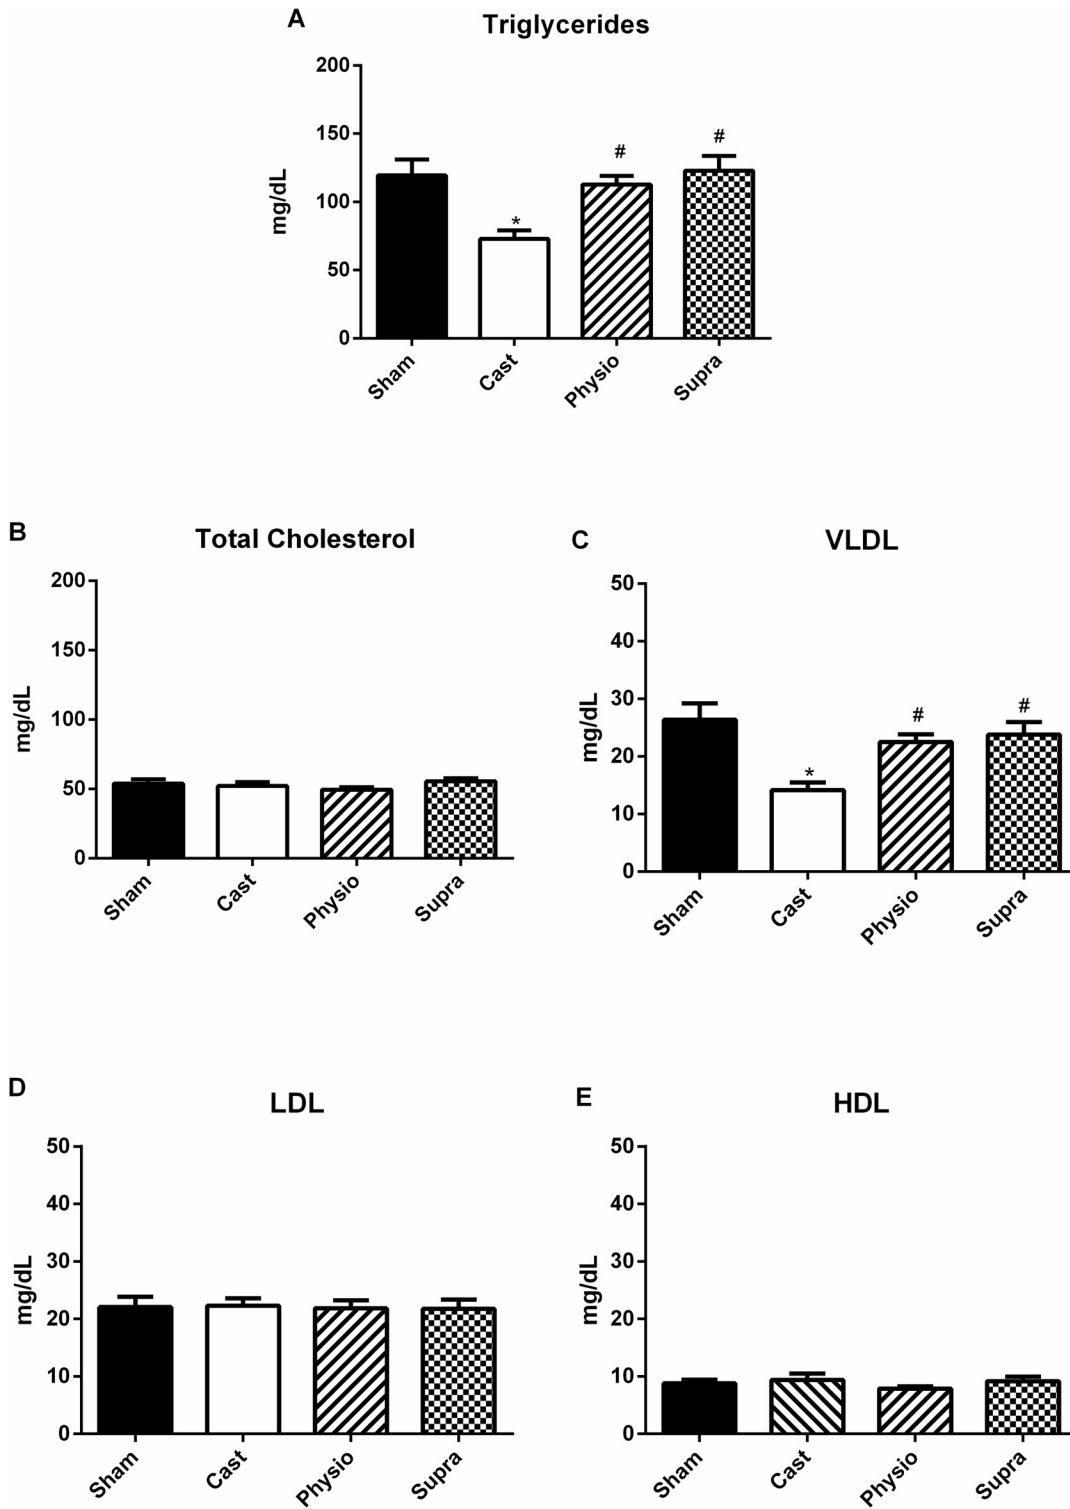 A
Triglycerides
200
150
100
50
0
mg/dL
*
#
#
Sham
Cast
Physio
Supra
B
Total Cholesterol
200
150
100
50
0
mg/dL
Sham
Cast
Physio
Supra
C
VLDL
50
40
30
20
10
0
mg/dL
*
#
#
Sham
Cast
Physio
Supra
D
LDL
50
40
30
20
10
0
mg/dL
Sham
Cast
Physio
Supra
E
HDL
50
40
30
20
10
0
mg/dL
Sham
Cast
Physio
Supra